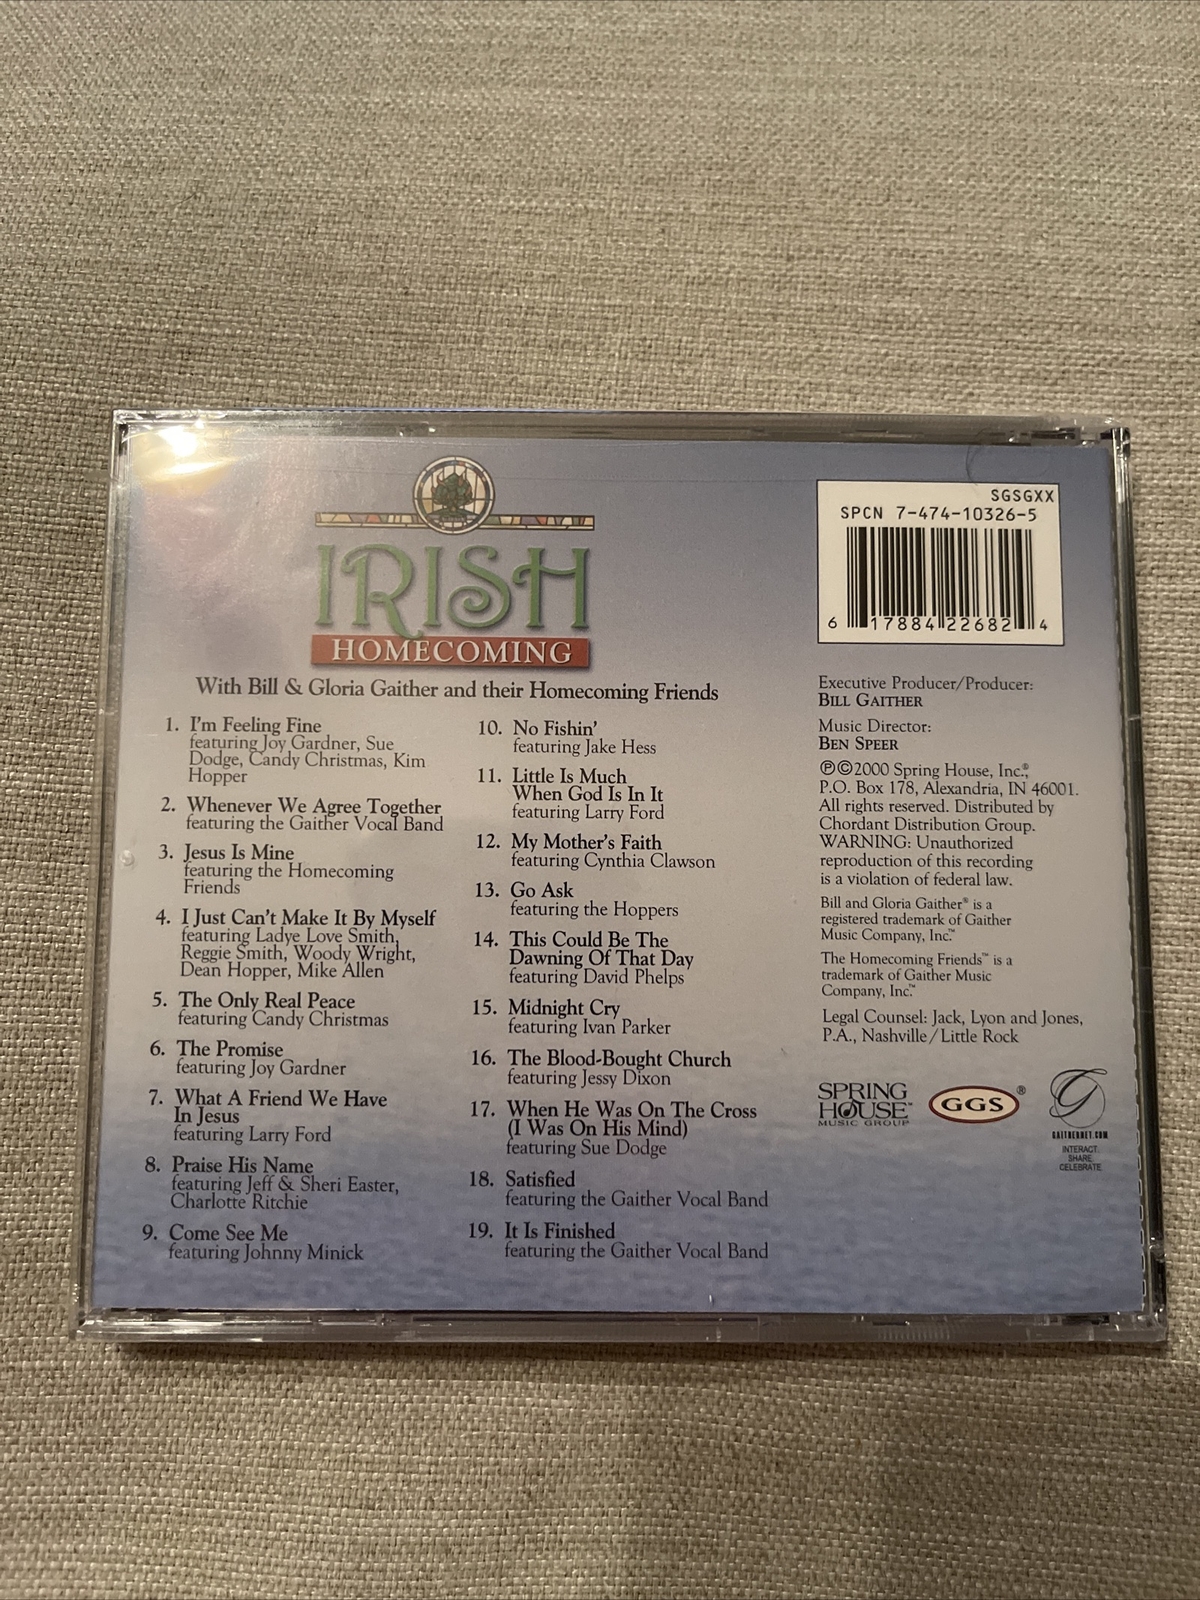 IRISH
HOMECOMING
With Bill & Gloria Gaither and their Homecoming Friends
1. I'm Feeling Fine
featuring Joy Gardner, Sue
Dodge, Candy Christmas, Kim
Hopper
2. Whenever We Agree Together
featuring the Gaither Vocal Band
3. Jesus Is Mine
featuring the Homecoming
Friends
4. I Just Can't Make It By Myself
featuring Ladye Love Smith,
Reggie Smith, Woody Wright,
Dean Hopper, Mike Allen
5. The Only Real Peace
featuring Candy Christmas
6. The Promise
featuring Joy Gardner
7. What A Friend We Have
In Jesus
featuring Larry Ford
8. Praise His Name
featuring Jeff & Sheri Easter,
Charlotte Ritchie
9. Come See Me
featuring Johnny Minick
10. No Fishin'
featuring Jake Hess
11. Little Is Much
When God Is In It
featuring Larry Ford
12. My Mother's Faith
featuring Cynthia Clawson
13. Go Ask
featuring the Hoppers
14. This Could Be The
Dawning Of That Day
featuring David Phelps
15. Midnight Cry
featuring Ivan Parker
16. The Blood-Bought Church
featuring Jessy Dixon
17. When He Was On The Cross
(I Was On His Mind)
featuring Sue Dodge
18. Satisfied
featuring the Gaither Vocal Band
19. It Is Finished
featuring the Gaither Vocal Band
SGSGXX
SPCN 7-474-10326-5
6 17884 22682 4
Executive Producer/Producer:
BILL GAITHER
Music Director:
BEN SPEER
℗©2000 Spring House, Inc.®,
P.O. Box 178, Alexandria, IN 46001.
All rights reserved. Distributed by
Chordant Distribution Group.
WARNING: Unauthorized
reproduction of this recording
is a violation of federal law.
Bill and Gloria Gaither® is a
registered trademark of Gaither
Music Company, Inc.™
The Homecoming Friends™ is a
trademark of Gaither Music
Company, Inc.™
Legal Counsel: Jack, Lyon and Jones,
P.A., Nashville/Little Rock
SPRING
HOUSE™
MUSIC GROUP
GGS®
G
GAITHERNET.COM
INTERACT.
SHARE.
CELEBRATE.